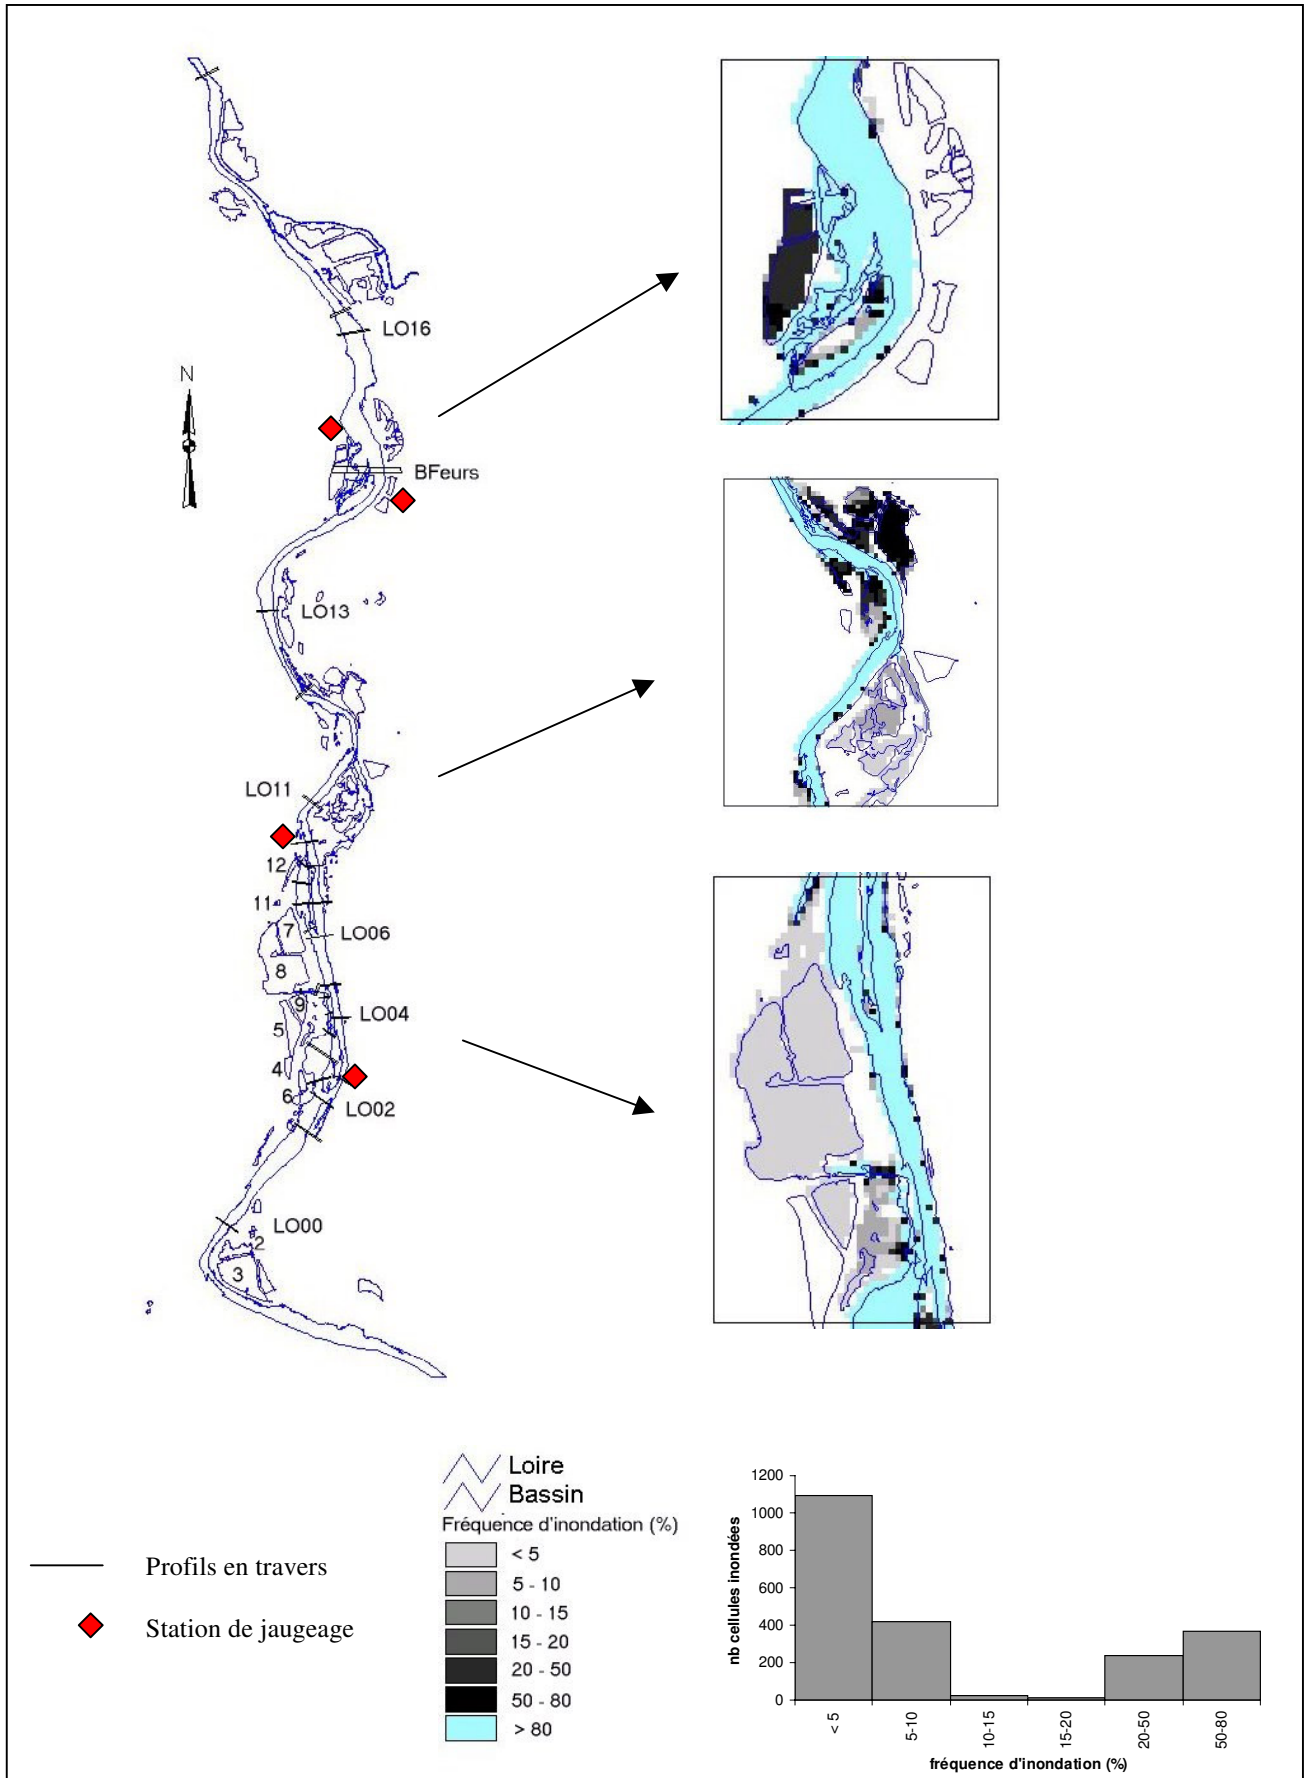 N
LO16
BFeurs
LO13
LO11
12
11
7
LO06
8
9
5
LO04
4
6
LO02
LO00
2
3
Loire
Bassin
Fréquence d'inondation (%)
< 5
5 - 10
10 - 15
15 - 20
20 - 50
50 - 80
> 80
Profils en travers
Station de jaugeage
nb cellules inondées
1200
1000
800
600
400
200
0
< 5
5-10
10-15
15-20
20-50
50-80
fréquence d'inondation (%)